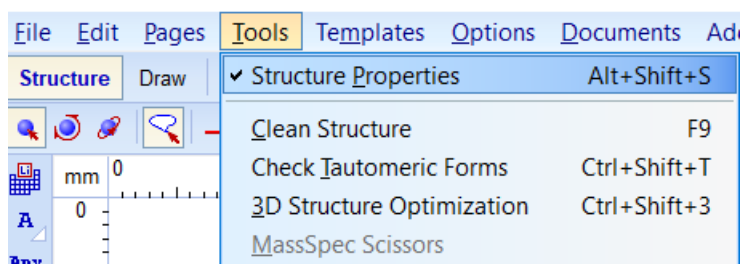 File Edit Pages Tools Templates Options Documents
Structure Draw
✓ Structure Properties Alt+Shift+S
Clean Structure F9
Check Tautomeric Forms Ctrl+Shift+T
3D Structure Optimization Ctrl+Shift+3
MassSpec Scissors
Li
mm 0
A 0